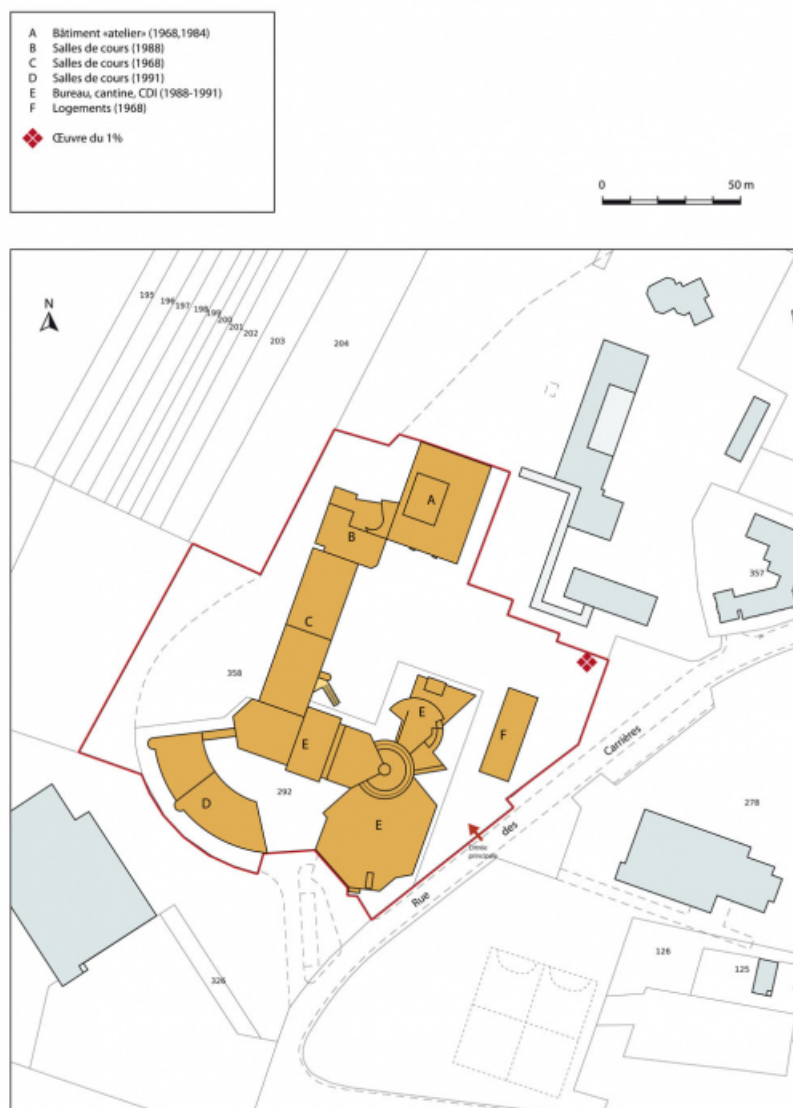 A Bâtiment «atelier» (1968,1984)
B Salles de cours (1988)
C Salles de cours (1968)
D Salles de cours (1991)
E Bureau, cantine, CDI (1988-1991)
F Logements (1968)
Œuvre du 1%
0 50 m
N
195
196
197
198
199
200
201
202
203
204
A
B
357
C
358
E
F
E
Carrières
292
D
E
278
des
Entrée
principale
Rue
126
125
326